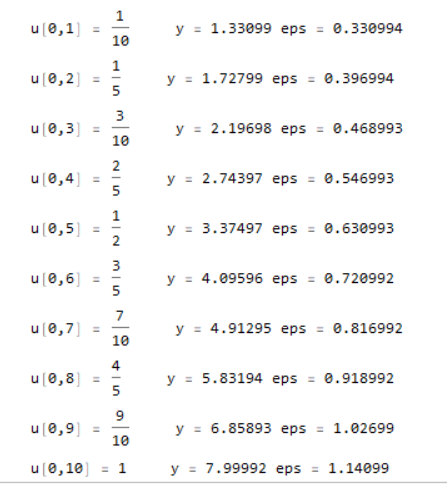 u[0,1] = 1/10 y = 1.33099 eps = 0.330994
u[0,2] = 1/5 y = 1.72799 eps = 0.396994
u[0,3] = 3/10 y = 2.19698 eps = 0.468993
u[0,4] = 2/5 y = 2.74397 eps = 0.546993
u[0,5] = 1/2 y = 3.37497 eps = 0.630993
u[0,6] = 3/5 y = 4.09596 eps = 0.720992
u[0,7] = 7/10 y = 4.91295 eps = 0.816992
u[0,8] = 4/5 y = 5.83194 eps = 0.918992
u[0,9] = 9/10 y = 6.85893 eps = 1.02699
u[0,10] = 1 y = 7.99992 eps = 1.14099